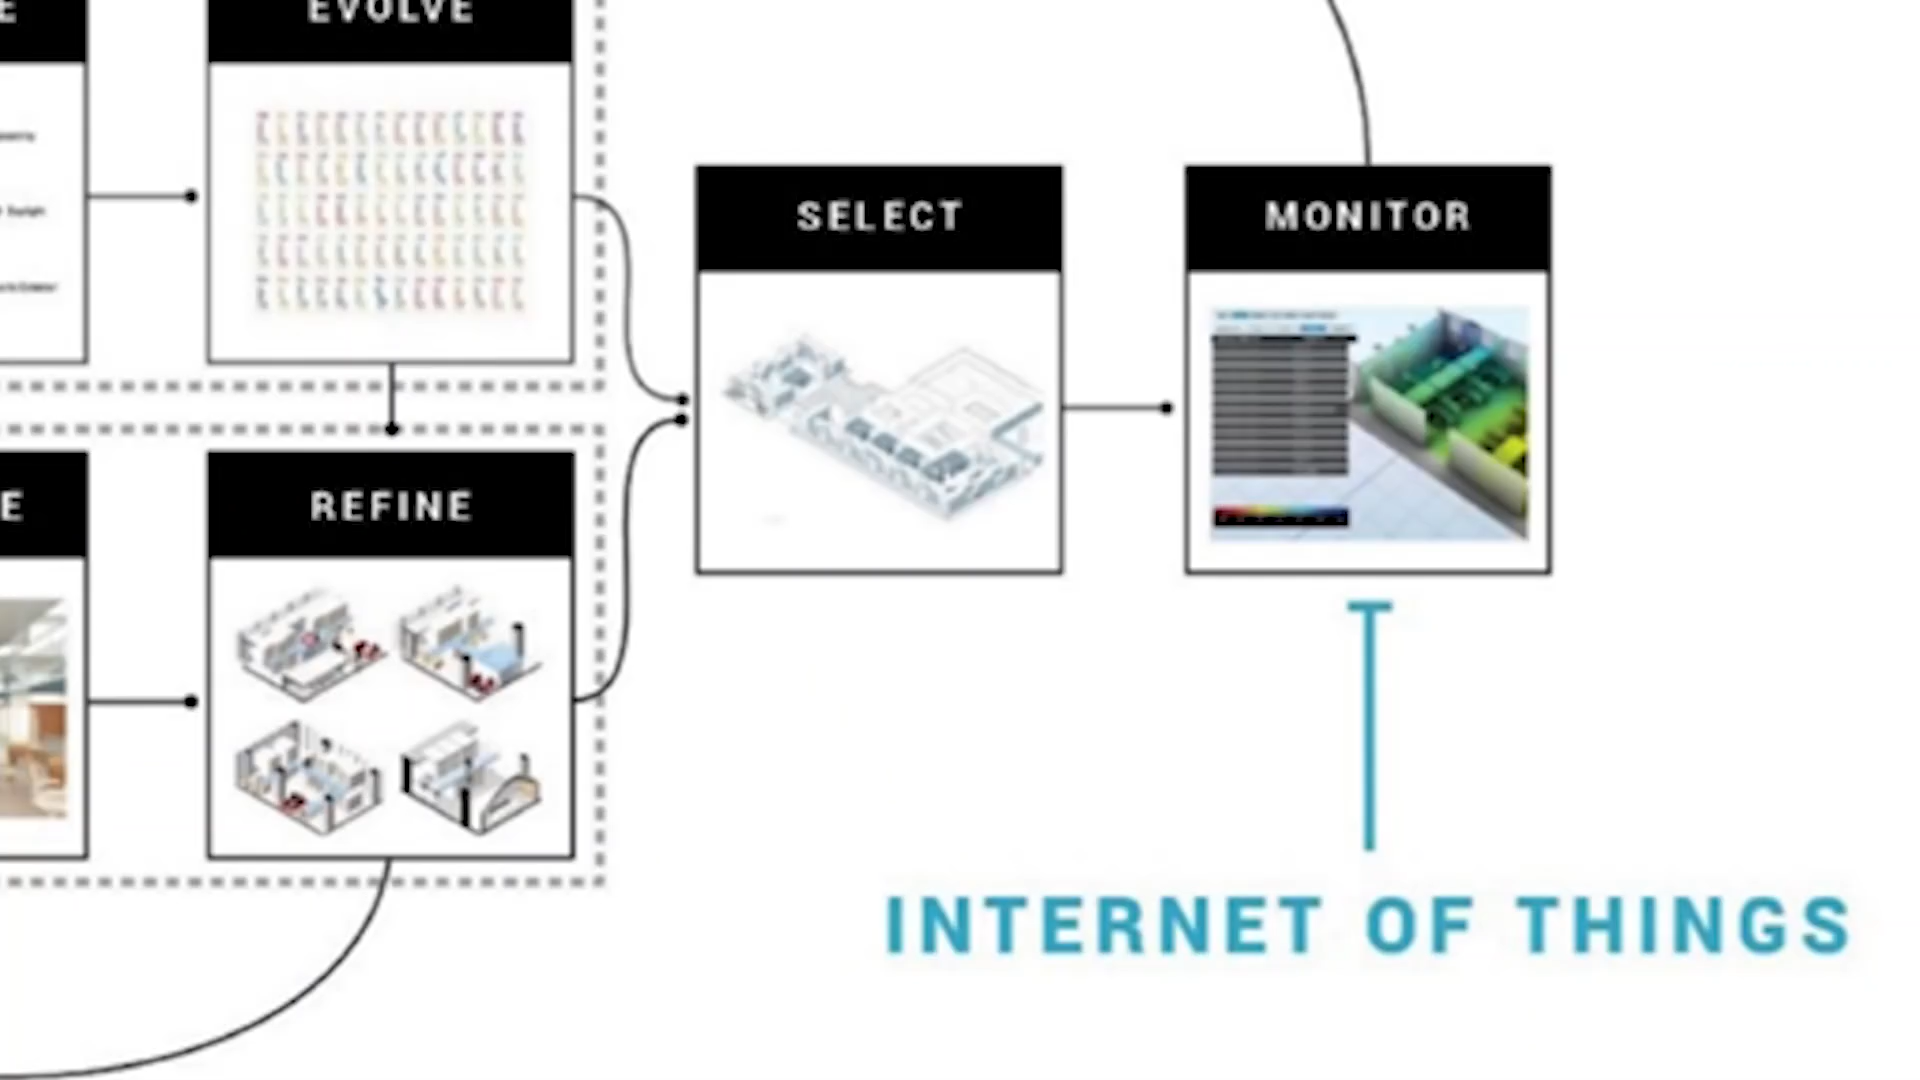 EVOLVE
SELECT
MONITOR
REFINE
INTERNET OF THINGS